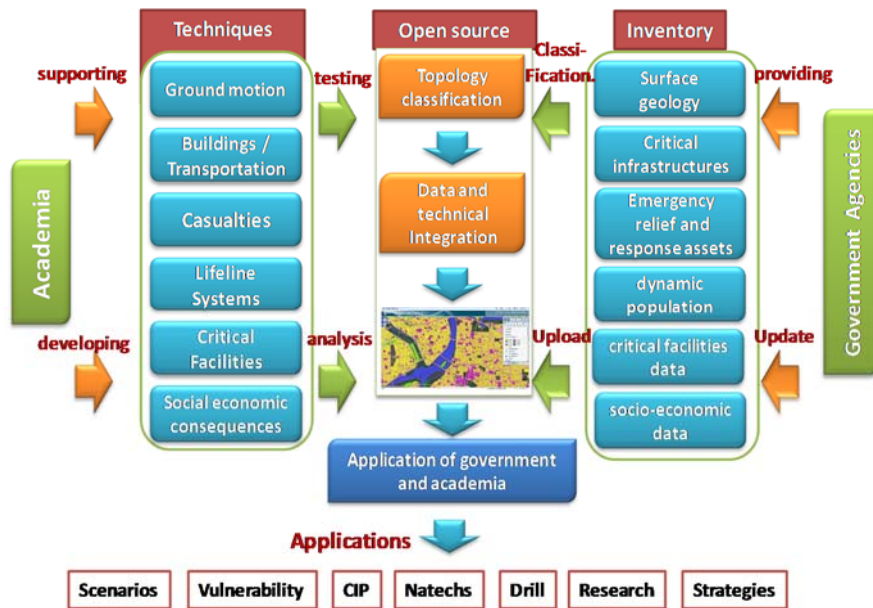 Techniques
Open source
Inventory
supporting
testing
Classi-
Fication.
providing
Academia
developing
Ground motion
Buildings /
Transportation
Casualties
Lifeline
Systems
Critical
Facilities
Social economic
consequences
analysis
Topology
classification
Data and
technical
Integration
Upload
Surface
geology
Critical
infrastructures
Emergency
relief and
response assets
dynamic
population
critical facilities
data
socio-economic
data
Update
Government Agencies
Application of government
and academia
Applications
Scenarios
Vulnerability
CIP
Natechs
Drill
Research
Strategies